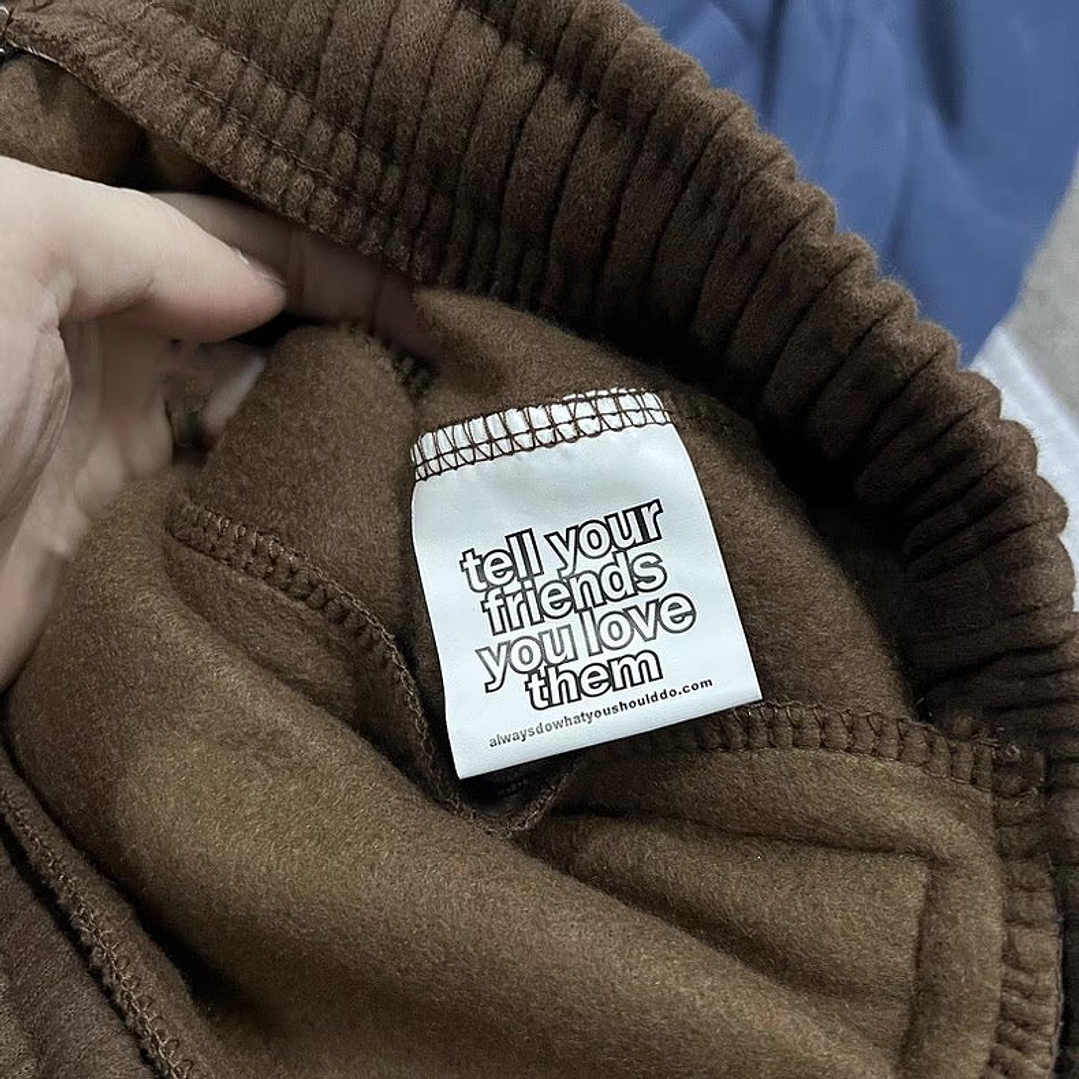 tell your
friends
you love
them
alwaysdowhatyoushoulddo.com